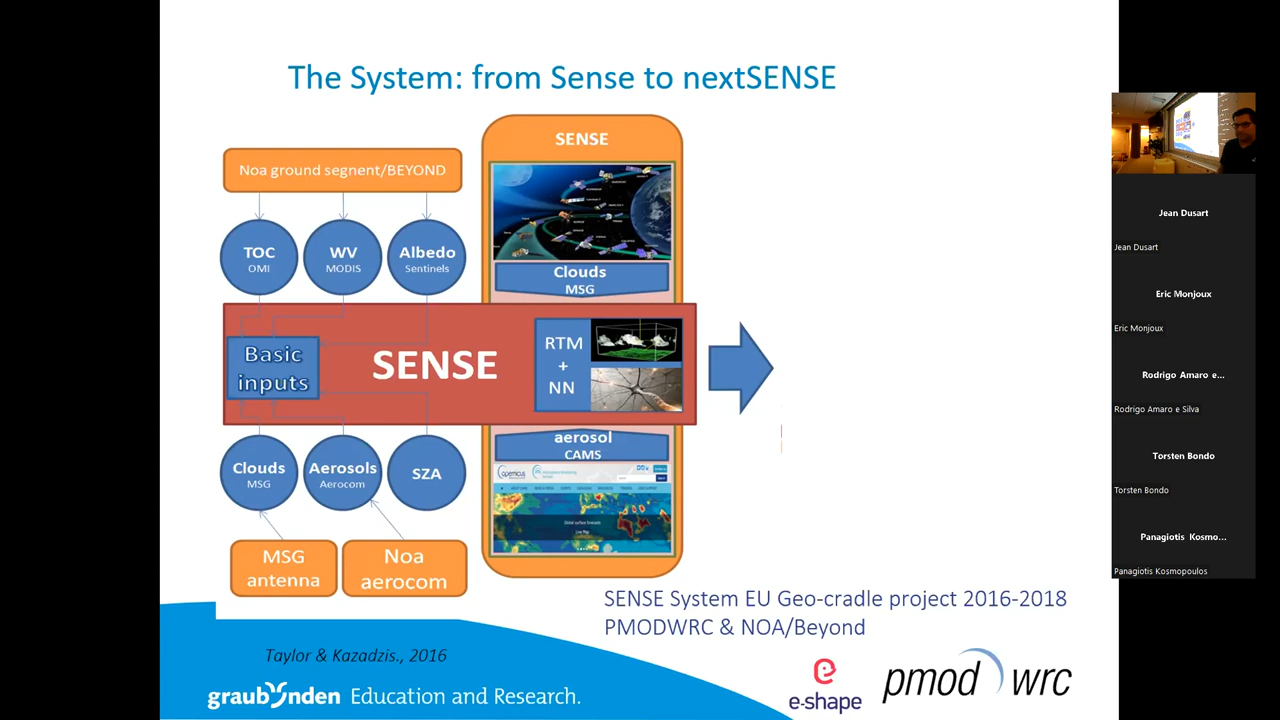 The System: from Sense to nextSENSE
SENSE
Noa ground segnent/BEYOND
TOC
OMI
WV
MODIS
Albedo
Sentinels
Clouds
MSG
Basic
inputs
SENSE
RTM
+
NN
aerosol
CAMS
Clouds
MSG
Aerosols
Aerocom
SZA
MSG
antenna
Noa
aerocom
SENSE System EU Geo-cradle project 2016-2018
PMODWRC & NOA/Beyond
Taylor & Kazadzis., 2016
graubünden Education and Research.
e-shape
pmod wrc
Jean Dusart
Jean Dusart
Eric Monjoux
Eric Monjoux
Rodrigo Amaro e...
Rodrigo Amaro e Silva
Torsten Bondo
Torsten Bondo
Panagiotis Kosmo...
Panagiotis Kosmopoulos